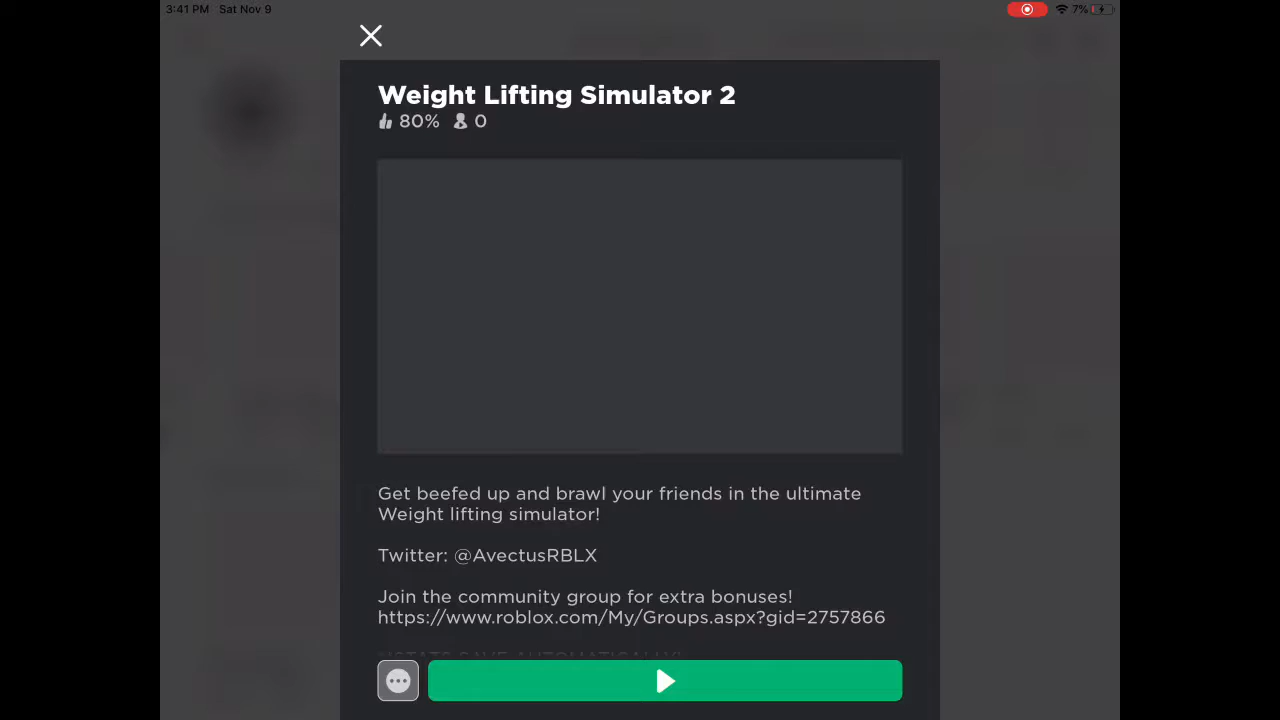 3:41 PM Sat Nov 9
7%
Weight Lifting Simulator 2
80% 0
Get beefed up and brawl your friends in the ultimate
Weight lifting simulator!
Twitter: @AvectusRBLX
Join the community group for extra bonuses!
https://www.roblox.com/My/Groups.aspx?gid=2757866